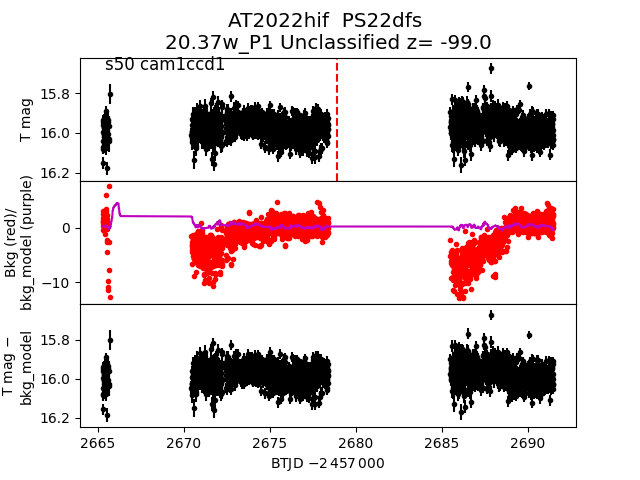 AT2022hif  PS22dfs
20.37w_P1 Unclassified z= -99.0
s50 cam1ccd1
T mag
15.8
16.0
16.2
Bkg (red)/
bkg_model (purple)
0
−10
T mag −
bkg_model
15.8
16.0
16.2
2665 2670 2675 2680 2685 2690
BTJD −2 457 000